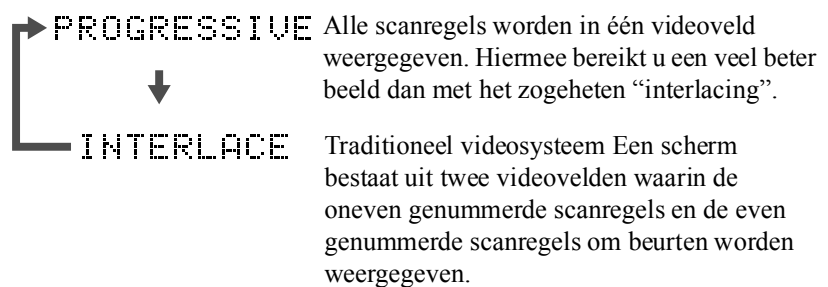 PROGRESSIVE Alle scanregels worden in één videoveld
weergegeven. Hiermee bereikt u een veel beter
beeld dan met het zogeheten “interlacing”.
INTERLACE Traditioneel videosysteem Een scherm
bestaat uit twee videovelden waarin de
oneven genummerde scanregels en de even
genummerde scanregels om beurten worden
weergegeven.